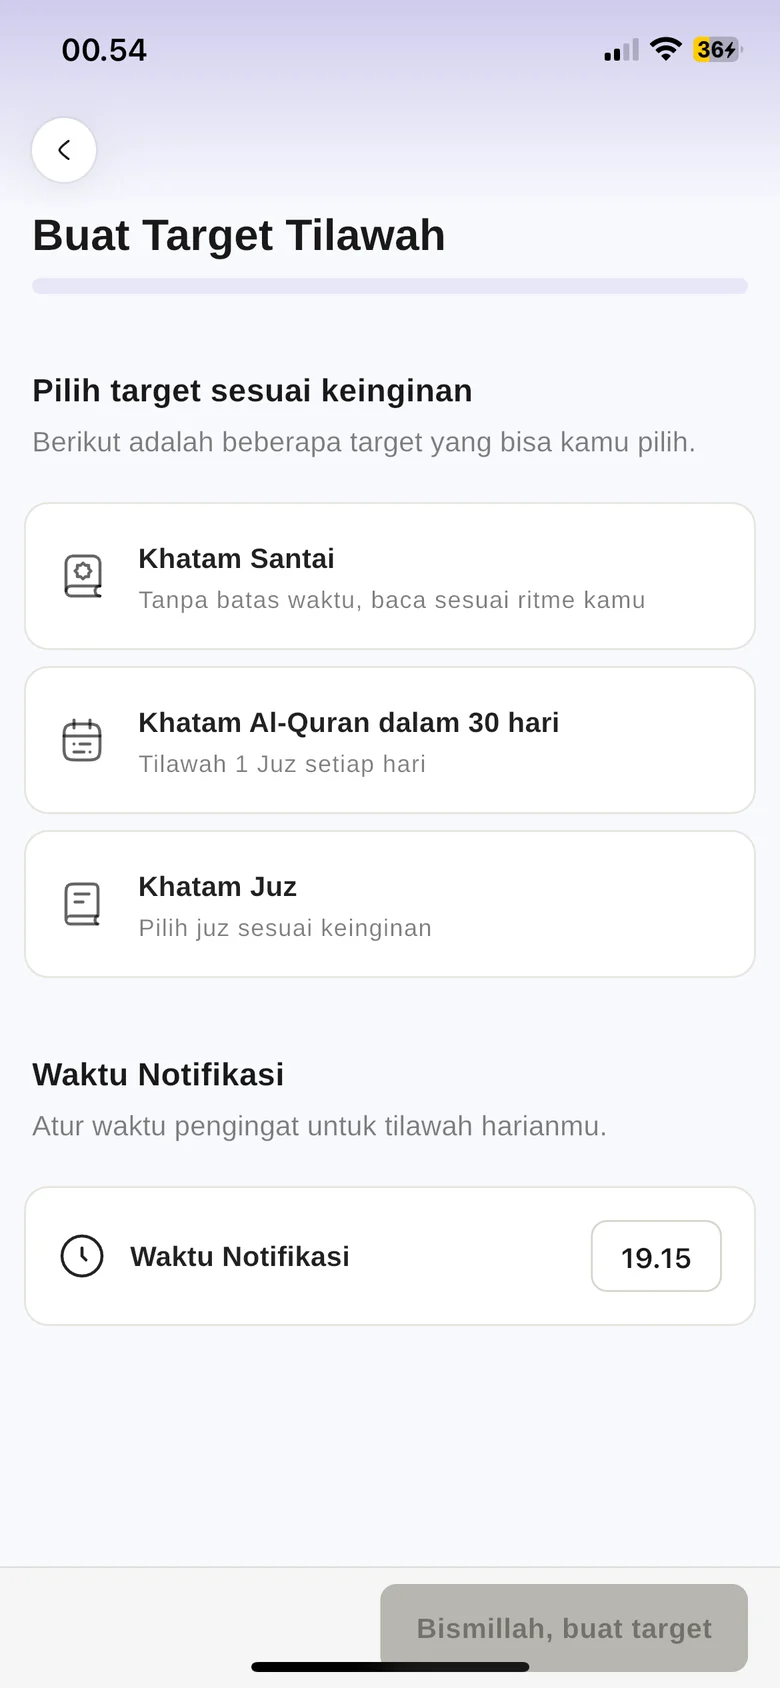 00.54
36
Buat Target Tilawah
Pilih target sesuai keinginan
Berikut adalah beberapa target yang bisa kamu pilih.
Khatam Santai
Tanpa batas waktu, baca sesuai ritme kamu
Khatam Al-Quran dalam 30 hari
Tilawah 1 Juz setiap hari
Khatam Juz
Pilih juz sesuai keinginan
Waktu Notifikasi
Atur waktu pengingat untuk tilawah harianmu.
Waktu Notifikasi
19.15
Bismillah, buat target